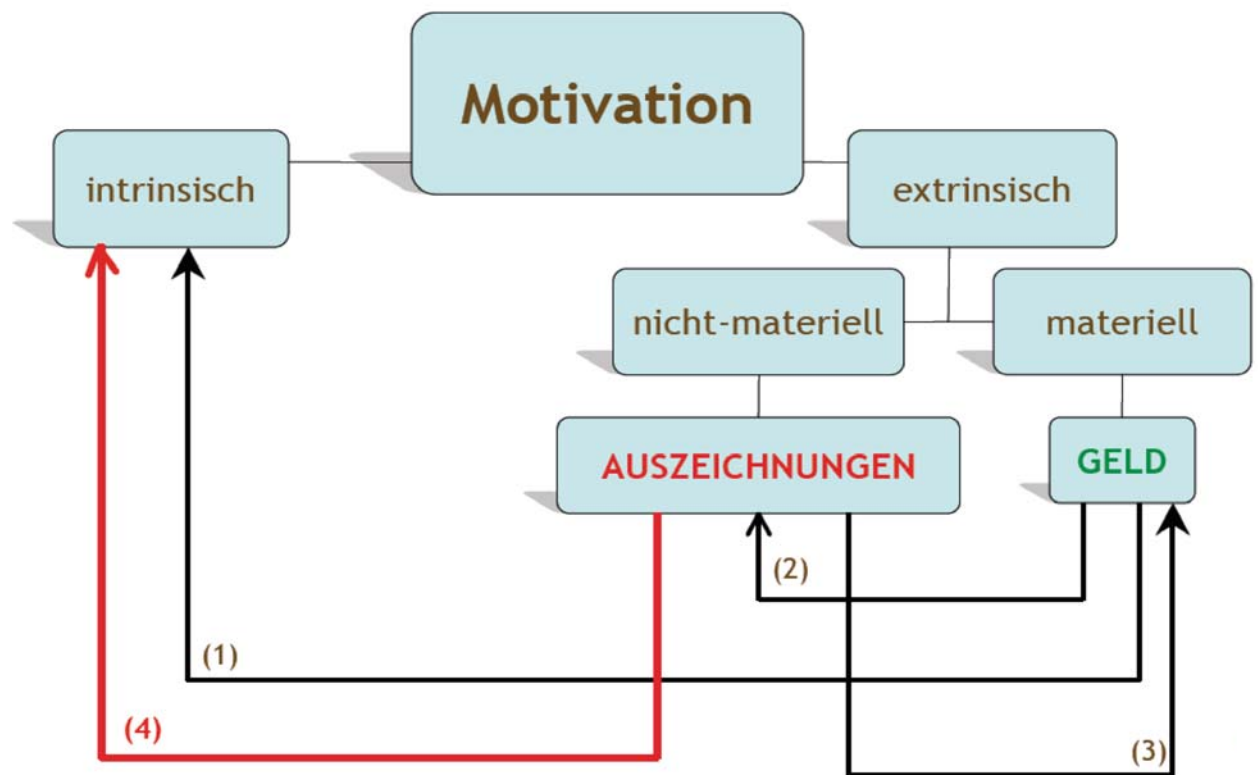 Motivation
intrinsisch
extrinsisch
nicht-materiell
materiell
AUSZEICHNUNGEN
GELD
(2)
(1)
(4)
(3)